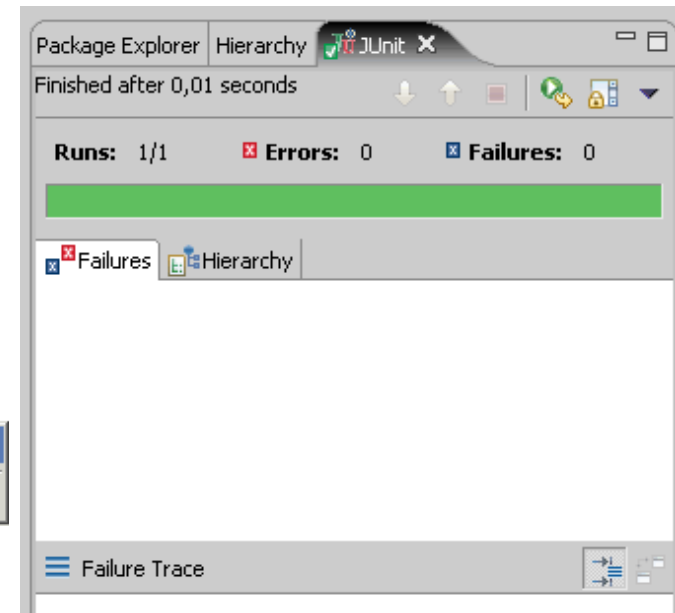 Package Explorer Hierarchy JUnit
Finished after 0,01 seconds
Runs: 1/1 Errors: 0 Failures: 0
Failures Hierarchy
Failure Trace